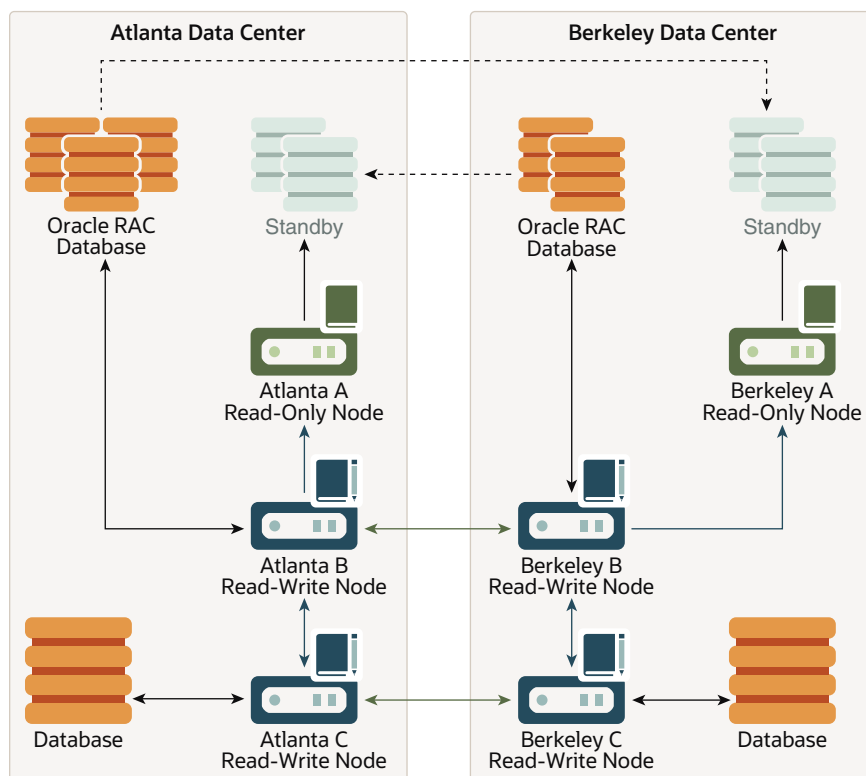 Atlanta Data Center
Berkeley Data Center
Oracle RAC
Database
Standby
Oracle RAC
Database
Standby
Atlanta A
Read-Only Node
Berkeley A
Read-Only Node
Atlanta B
Read-Write Node
Berkeley B
Read-Write Node
Database
Atlanta C
Read-Write Node
Berkeley C
Read-Write Node
Database